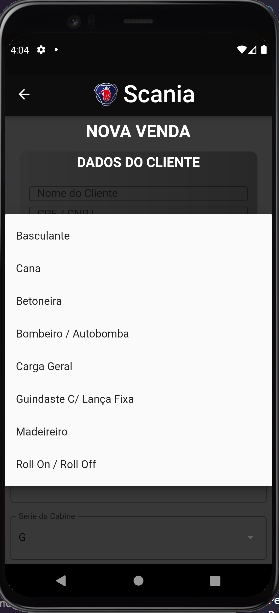 4:04
Scania
NOVA VENDA
DADOS DO CLIENTE
Nome do Cliente
CPF / CNPJ
Basculante
Cana
Betoneira
Bombeiro / Autobomba
Carga Geral
Guindaste C/ Lança Fixa
Madeireiro
Roll On / Roll Off
Serie da Cabine
G